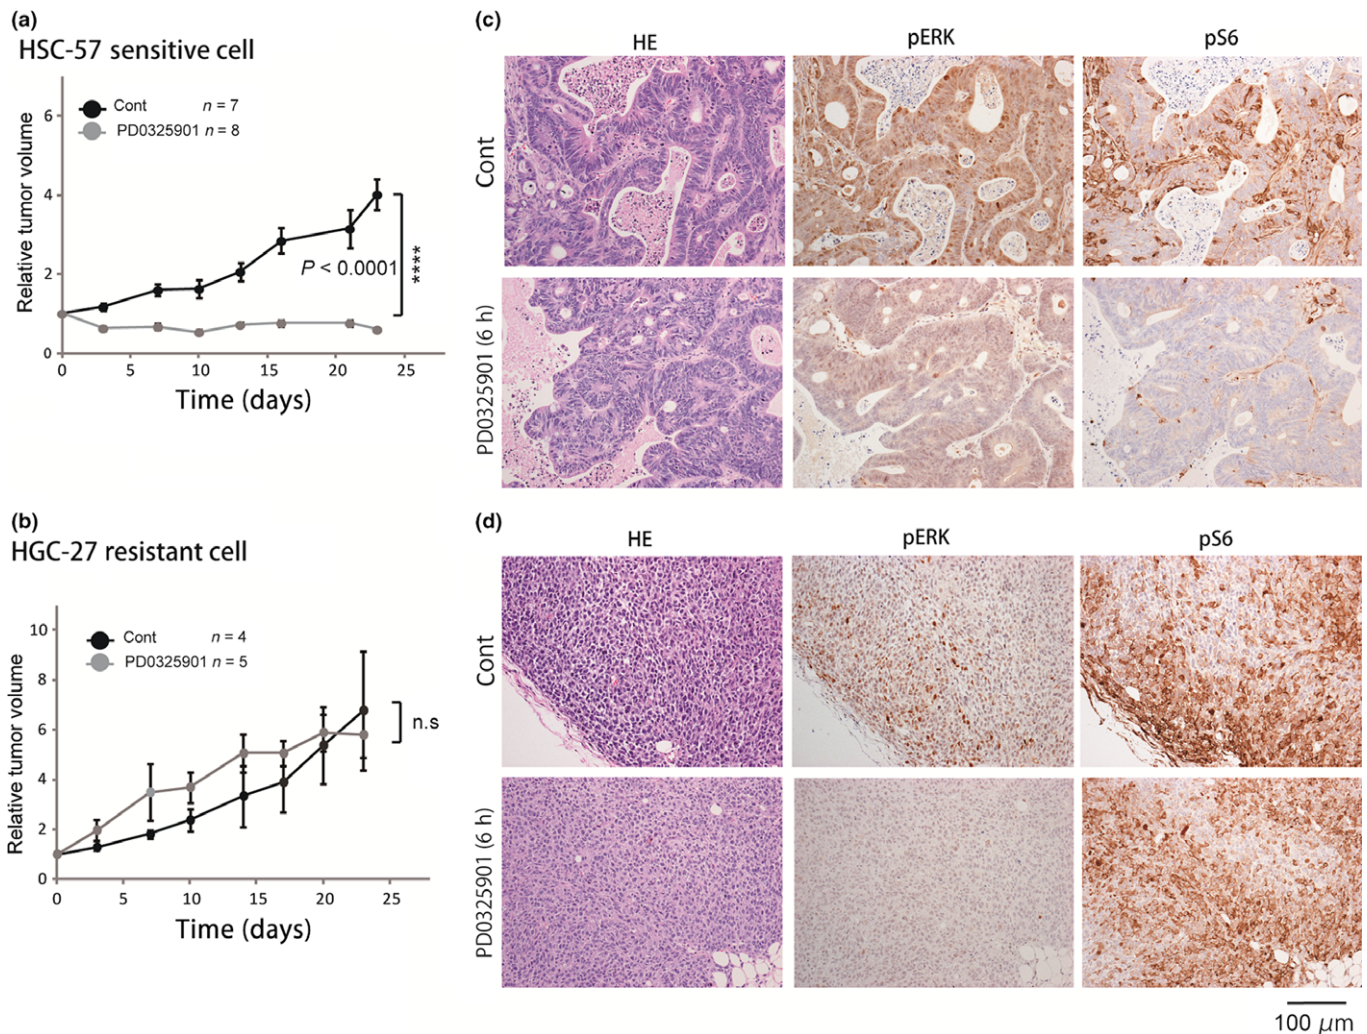 (a)
HSC-57 sensitive cell
Relative tumor volume
6
4
2
0
Cont n = 7
PD0325901 n = 8
P < 0.0001
****
0 5 10 15 20 25
Time (days)
(b)
HGC-27 resistant cell
Relative tumor volume
10
8
6
4
2
0
Cont n = 4
PD0325901 n = 5
n.s
0 5 10 15 20 25
Time (days)
(c)
HE pERK pS6
Cont
PD0325901 (6 h)
(d)
HE pERK pS6
Cont
PD0325901 (6 h)
100 μm